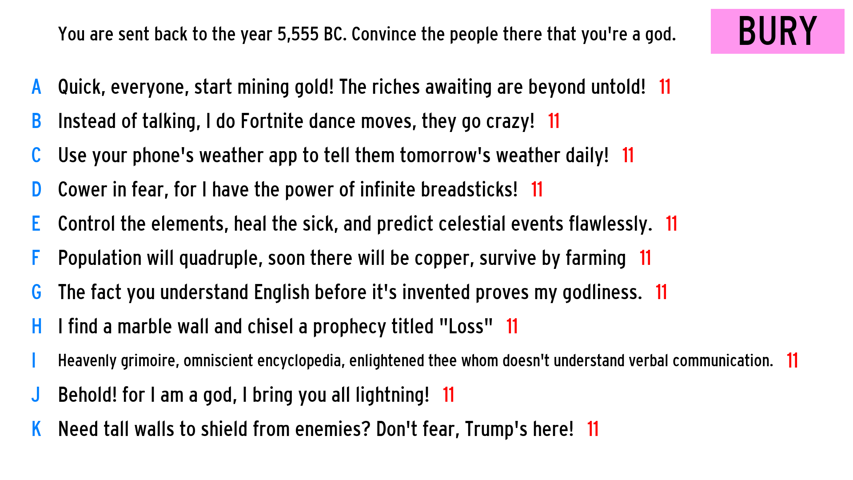 You are sent back to the year 5,555 BC. Convince the people there that you're a god.
BURY
A Quick, everyone, start mining gold! The riches awaiting are beyond untold! 11
B Instead of talking, I do Fortnite dance moves, they go crazy! 11
C Use your phone's weather app to tell them tomorrow's weather daily! 11
D Cower in fear, for I have the power of infinite breadsticks! 11
E Control the elements, heal the sick, and predict celestial events flawlessly. 11
F Population will quadruple, soon there will be copper, survive by farming 11
G The fact you understand English before it's invented proves my godliness. 11
H I find a marble wall and chisel a prophecy titled "Loss" 11
I Heavenly grimoire, omniscient encyclopedia, enlightened thee whom doesn't understand verbal communication. 11
J Behold! for I am a god, I bring you all lightning! 11
K Need tall walls to shield from enemies? Don't fear, Trump's here! 11